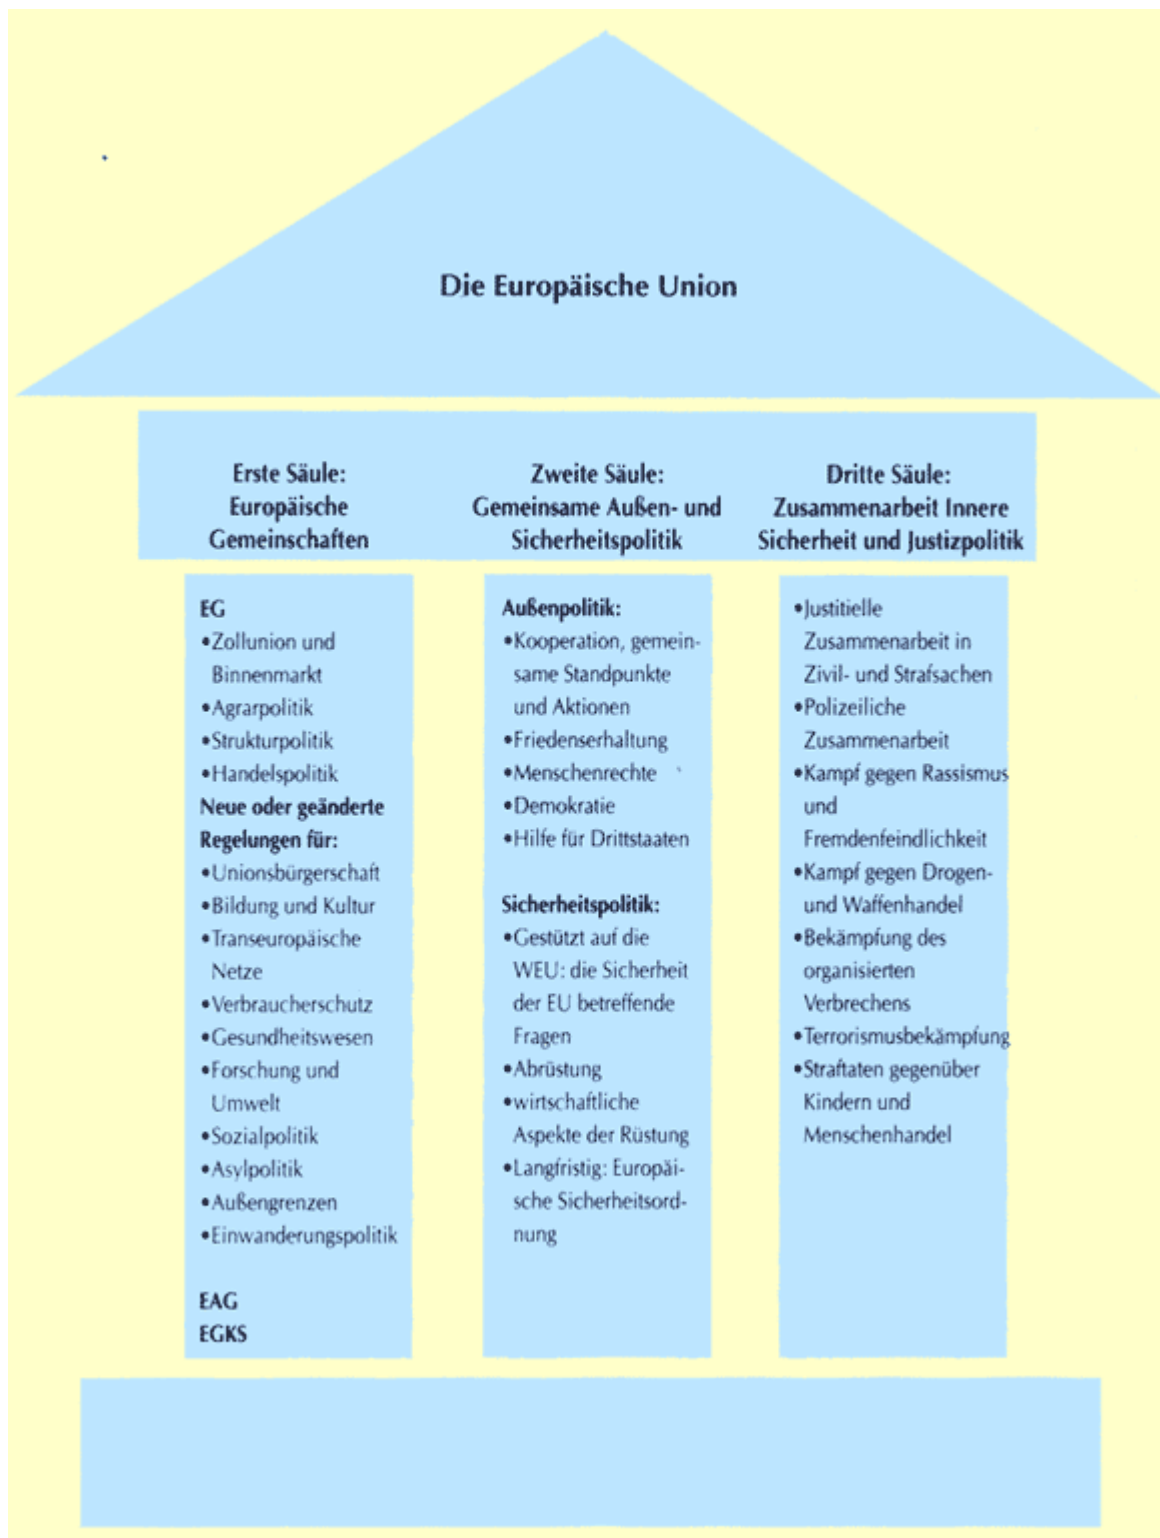 Die Europäische Union
Erste Säule:
Europäische
Gemeinschaften
Zweite Säule:
Gemeinsame Außen- und
Sicherheitspolitik
Dritte Säule:
Zusammenarbeit Innere
Sicherheit und Justizpolitik
EG
•Zollunion und
Binnenmarkt
•Agrarpolitik
•Strukturpolitik
•Handelspolitik
Neue oder geänderte
Regelungen für:
•Unionsbürgerschaft
•Bildung und Kultur
•Transeuropäische
Netze
•Verbraucherschutz
•Gesundheitswesen
•Forschung und
Umwelt
•Sozialpolitik
•Asylpolitik
•Außengrenzen
•Einwanderungspolitik
EAG
EGKS
Außenpolitik:
•Kooperation, gemein-
same Standpunkte
und Aktionen
•Friedenserhaltung
•Menschenrechte
•Demokratie
•Hilfe für Drittstaaten
Sicherheitspolitik:
•Gestützt auf die
WEU: die Sicherheit
der EU betreffende
Fragen
•Abrüstung
•wirtschaftliche
Aspekte der Rüstung
•Langfristig: Europäi-
sche Sicherheitsord-
nung
•Justitielle
Zusammenarbeit in
Zivil- und Strafsachen
•Polizeiliche
Zusammenarbeit
•Kampf gegen Rassismus
und
Fremdenfeindlichkeit
•Kampf gegen Drogen-
und Waffenhandel
•Bekämpfung des
organisierten
Verbrechens
•Terrorismusbekämpfung
•Straftaten gegenüber
Kindern und
Menschenhandel